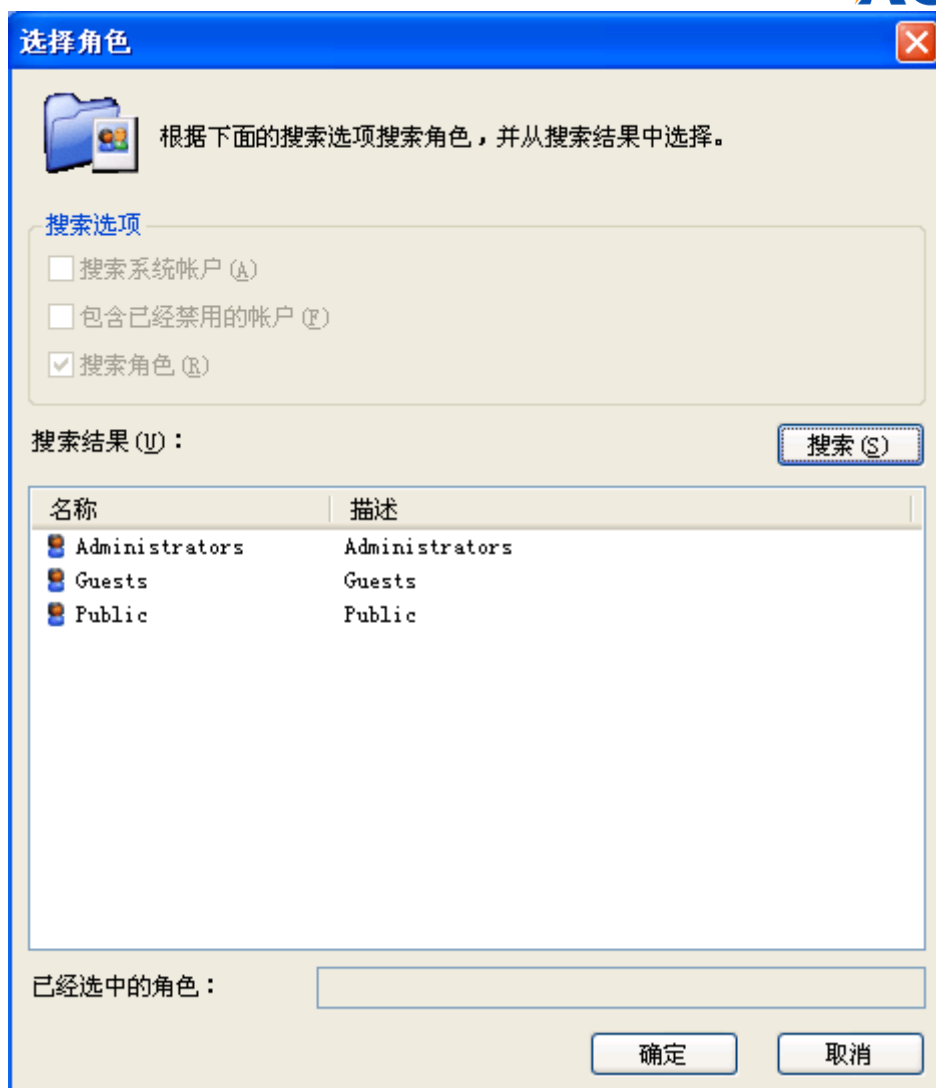 选择角色
根据下面的搜索选项搜索角色，并从搜索结果中选择。
搜索选项
搜索系统帐户(A)
包含已经禁用的帐户(F)
搜索角色(R)
搜索结果(U)：
搜索(S)
名称 描述
Administrators Administrators
Guests Guests
Public Public
已经选中的角色：
确定 取消